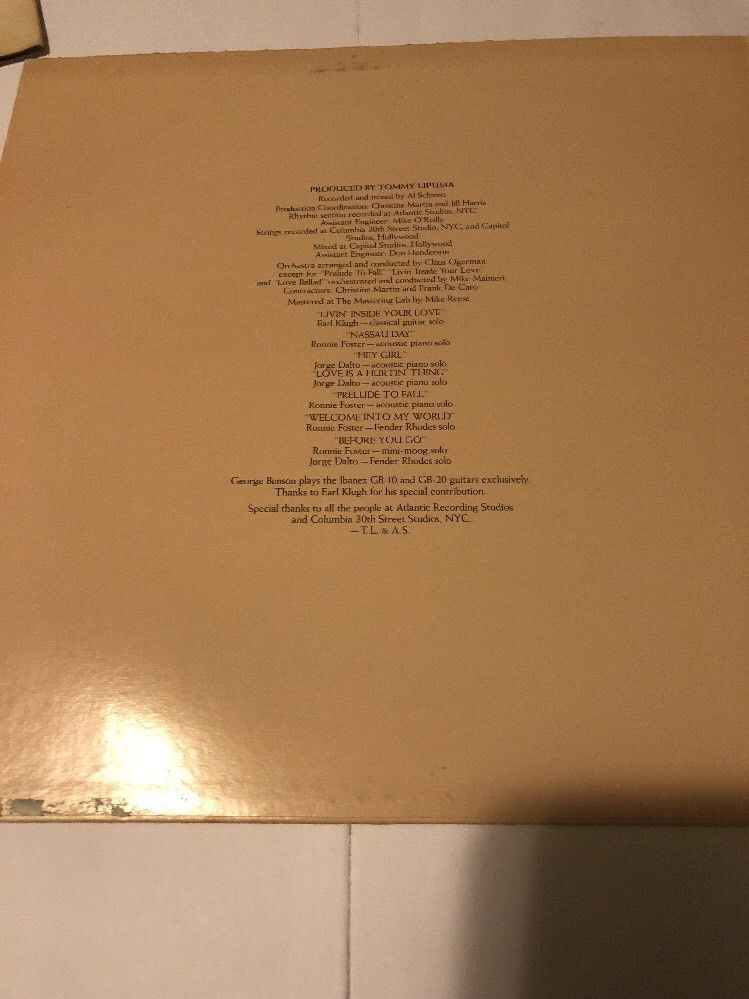 PRODUCED BY TOMMY LIPUMA
Recorded and mixed by Al Schmitt
Production Coordination: Christine Martin and Jill Harris
Rhythm section recorded at Atlantic Studios, NYC
Assistant Engineer: Mike O'Reilly
Strings recorded at Columbia 30th Street Studio, NYC, and Capitol
Studios, Hollywood
Mixed at Capitol Studios, Hollywood
Assistant Engineer: Don Henderson
Orchestra arranged and conducted by Claus Ogerman
except for "Prelude To Fall," "Livin' Inside Your Love,"
and "Love Ballad" orchestrated and conducted by Mike Mainieri
Contractors: Christine Martin and Frank De Caro
Mastered at The Mastering Lab by Mike Reese
"LIVIN' INSIDE YOUR LOVE"
Earl Klugh—classical guitar solo
"NASSAU DAY"
Ronnie Foster—acoustic piano solo
"HEY GIRL"
Jorge Dalto—acoustic piano solo
"LOVE IS A HURTIN' THING"
Jorge Dalto—acoustic piano solo
"PRELUDE TO FALL"
Ronnie Foster—acoustic piano solo
"WELCOME INTO MY WORLD"
Ronnie Foster—Fender Rhodes solo
"BEFORE YOU GO"
Ronnie Foster—mini-moog solo
Jorge Dalto—Fender Rhodes solo
George Benson plays the Ibanez GB-10 and GB-20 guitars exclusively.
Thanks to Earl Klugh for his special contribution.
Special thanks to all the people at Atlantic Recording Studios
and Columbia 30th Street Studios, NYC.
—T.L. & A.S.